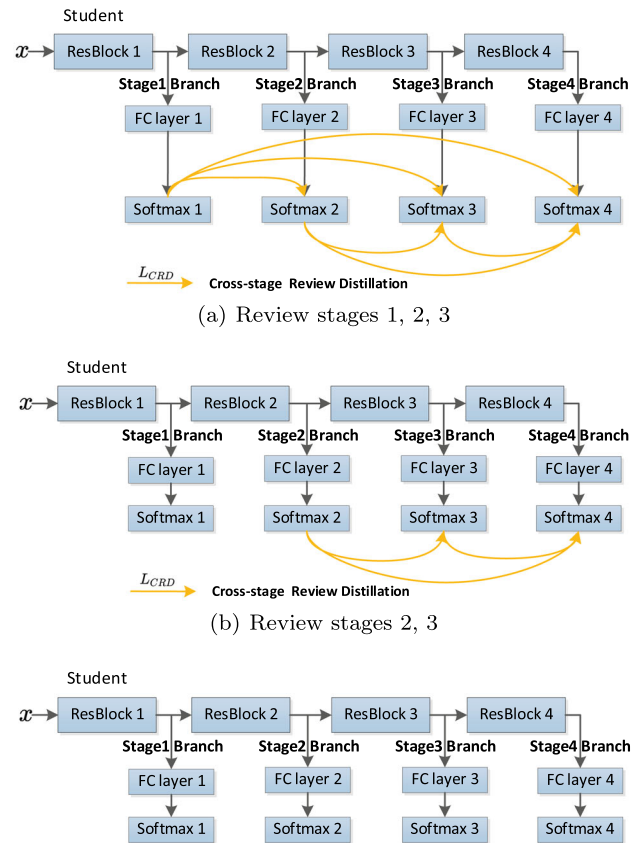 Student
x ResBlock 1 ResBlock 2 ResBlock 3 ResBlock 4
Stage1 Branch Stage2 Branch Stage3 Branch Stage4 Branch
FC layer 1 FC layer 2 FC layer 3 FC layer 4
Softmax 1 Softmax 2 Softmax 3 Softmax 4
L_CRD Cross-stage Review Distillation
(a) Review stages 1, 2, 3
Student
x ResBlock 1 ResBlock 2 ResBlock 3 ResBlock 4
Stage1 Branch Stage2 Branch Stage3 Branch Stage4 Branch
FC layer 1 FC layer 2 FC layer 3 FC layer 4
Softmax 1 Softmax 2 Softmax 3 Softmax 4
L_CRD Cross-stage Review Distillation
(b) Review stages 2, 3
Student
x ResBlock 1 ResBlock 2 ResBlock 3 ResBlock 4
Stage1 Branch Stage2 Branch Stage3 Branch Stage4 Branch
FC layer 1 FC layer 2 FC layer 3 FC layer 4
Softmax 1 Softmax 2 Softmax 3 Softmax 4